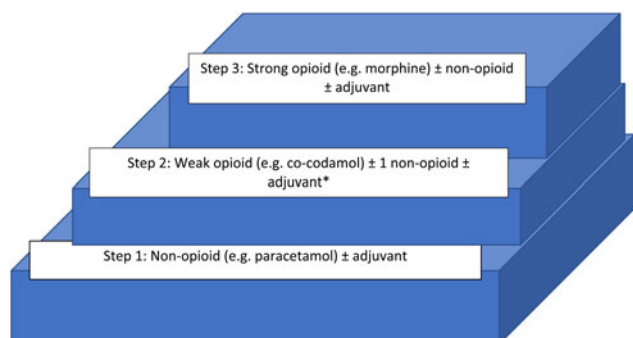 Step 3: Strong opioid (e.g. morphine) ± non-opioid
± adjuvant
Step 2: Weak opioid (e.g. co-codamol) ± 1 non-opioid ±
adjuvant*
Step 1: Non-opioid (e.g. paracetamol) ± adjuvant